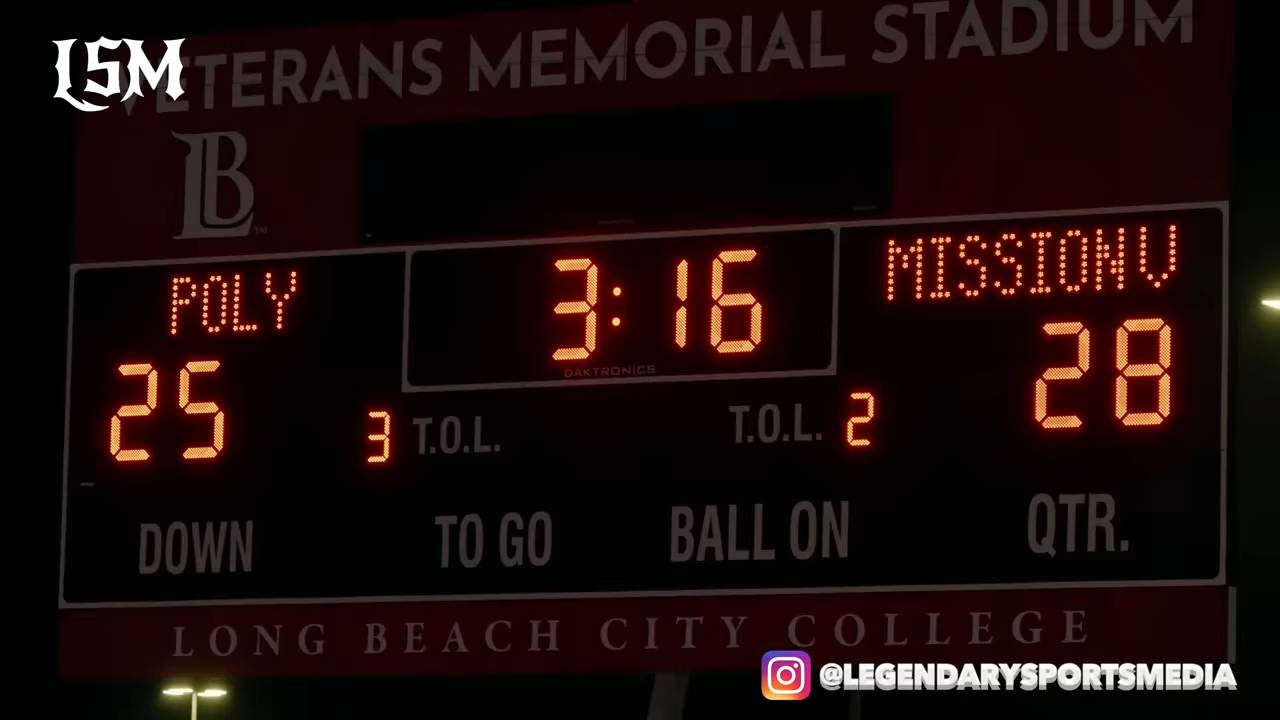 LSM
VETERANS MEMORIAL STADIUM
LB™
POLY
3:16
MISSION V
DAKTRONICS
25
3 T.O.L.
T.O.L. 2
28
DOWN
TO GO
BALL ON
QTR.
LONG BEACH CITY COLLEGE
@LEGENDARYSPORTSMEDIA